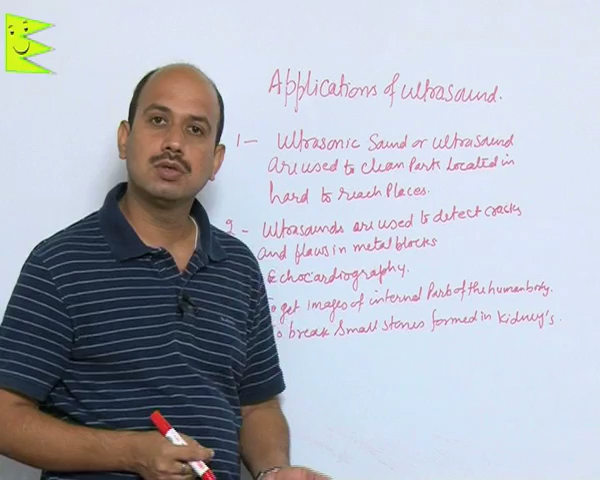 Applications of ultrasound.
1- Ultrasonic Sound or Ultrasound
are used to clean Parts Located in
hard to reach Places.
2- Ultrasounds are used to detect cracks
and flaws in metal blocks
Echocardiography.
To get Images of internal Part of the human body.
To break Small stones formed in Kidney's.